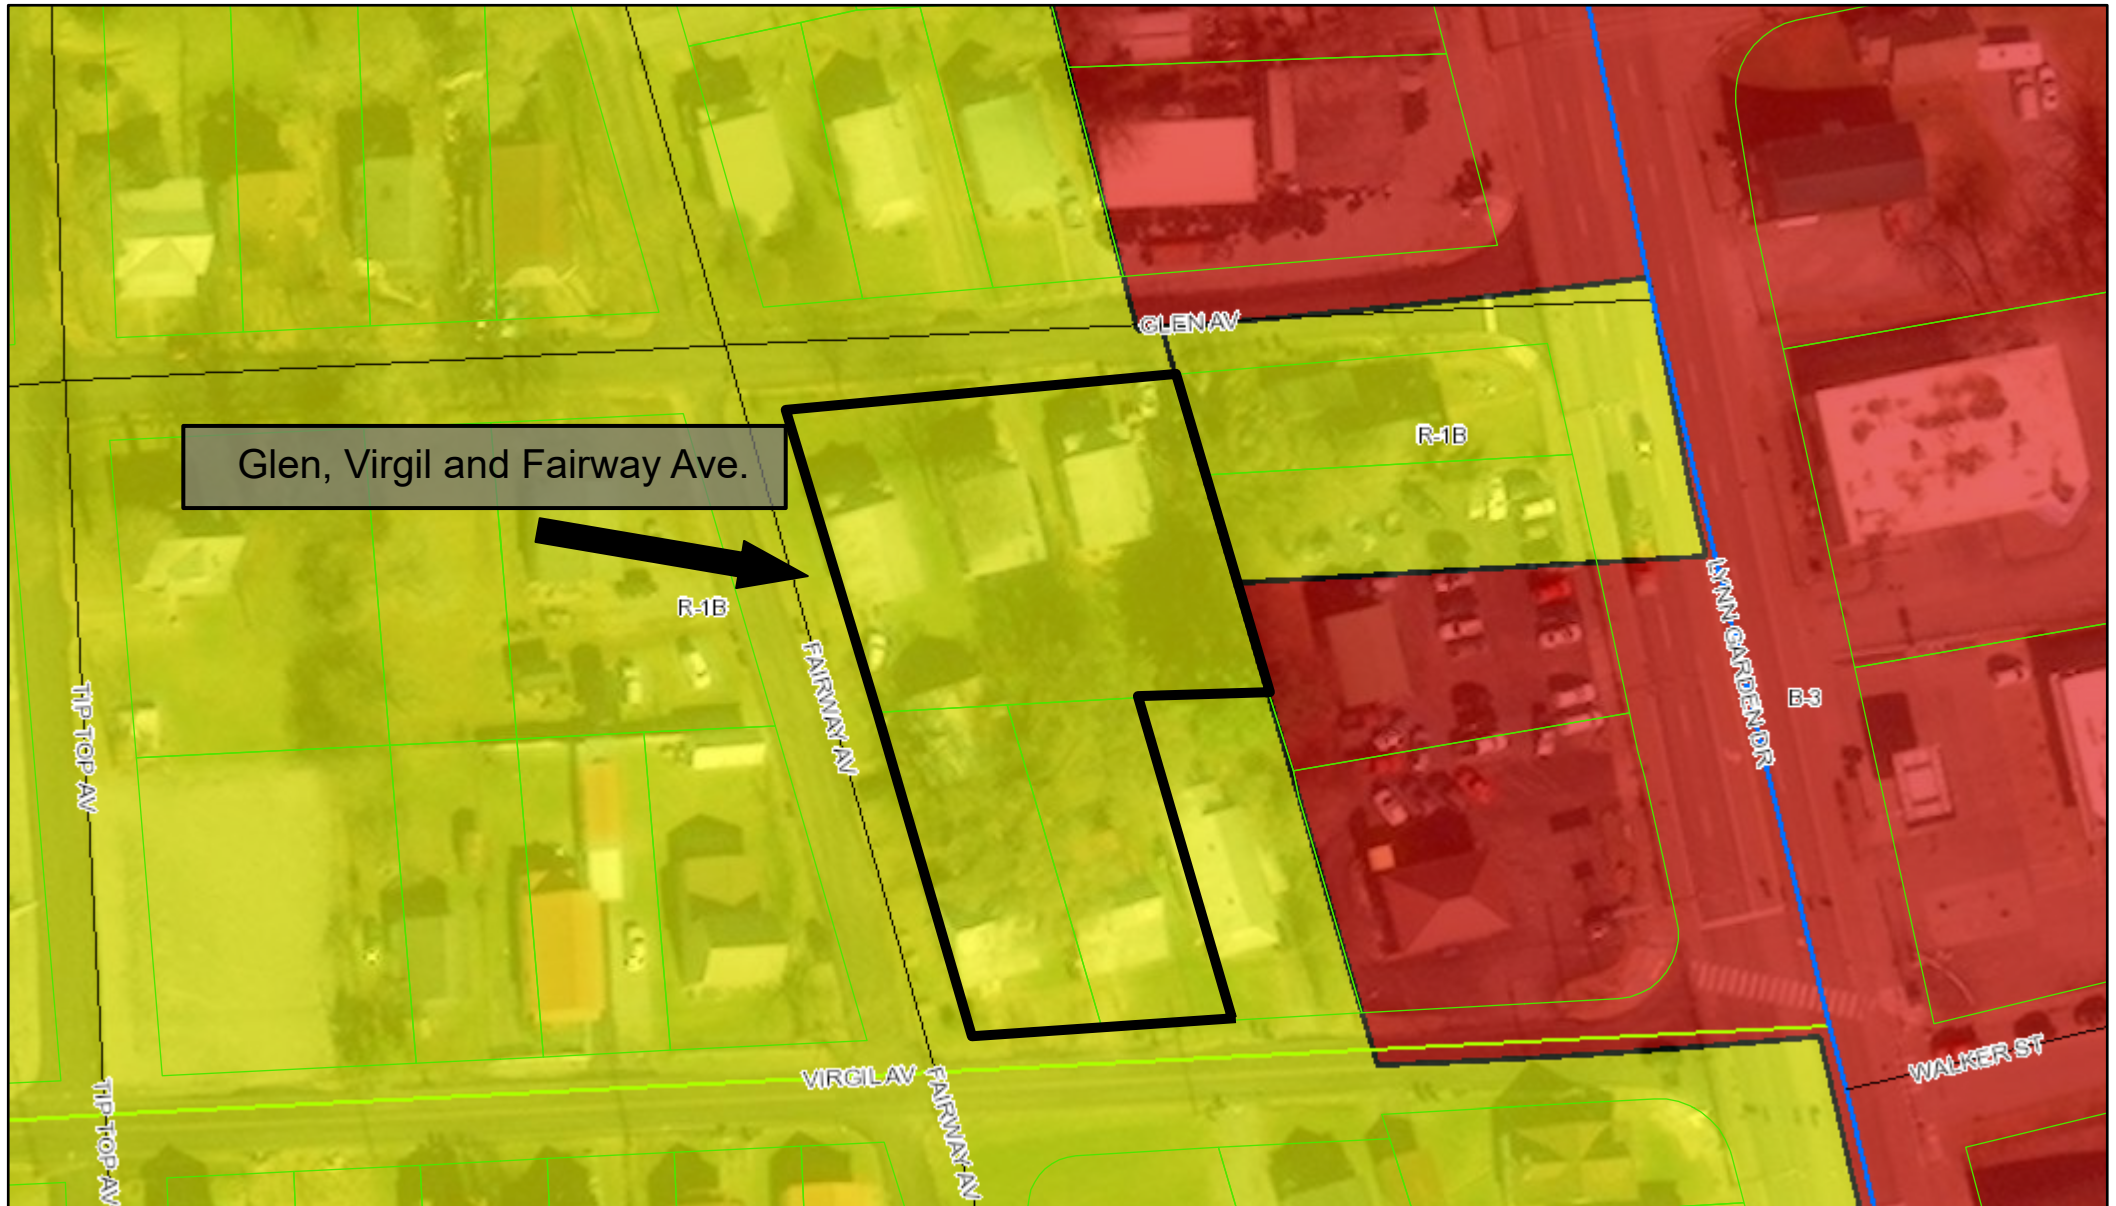 GLEN AV
R-1B
Glen, Virgil and Fairway Ave.
R-1B
FAIRWAY AV
LYNN GARDEN DR
B-3
TIP TOP AV
VIRGIL AV
FAIRWAY AV
WALKER ST
TIP TOP AV